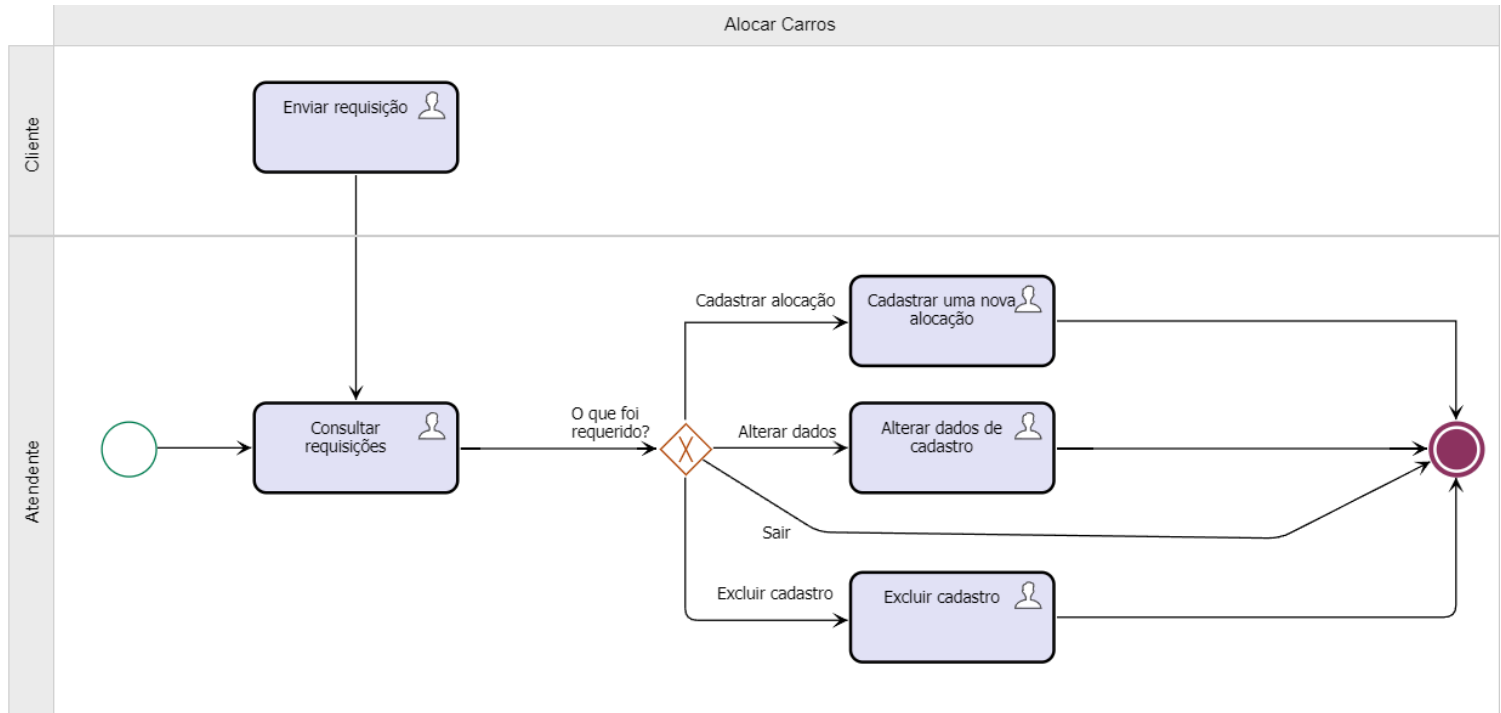 Alocar Carros
Cliente
Enviar requisição
Atendente
Consultar
requisições
O que foi
requerido?
Cadastrar alocação
Cadastrar uma nova
alocação
Alterar dados
Alterar dados de
cadastro
Sair
Excluir cadastro
Excluir cadastro